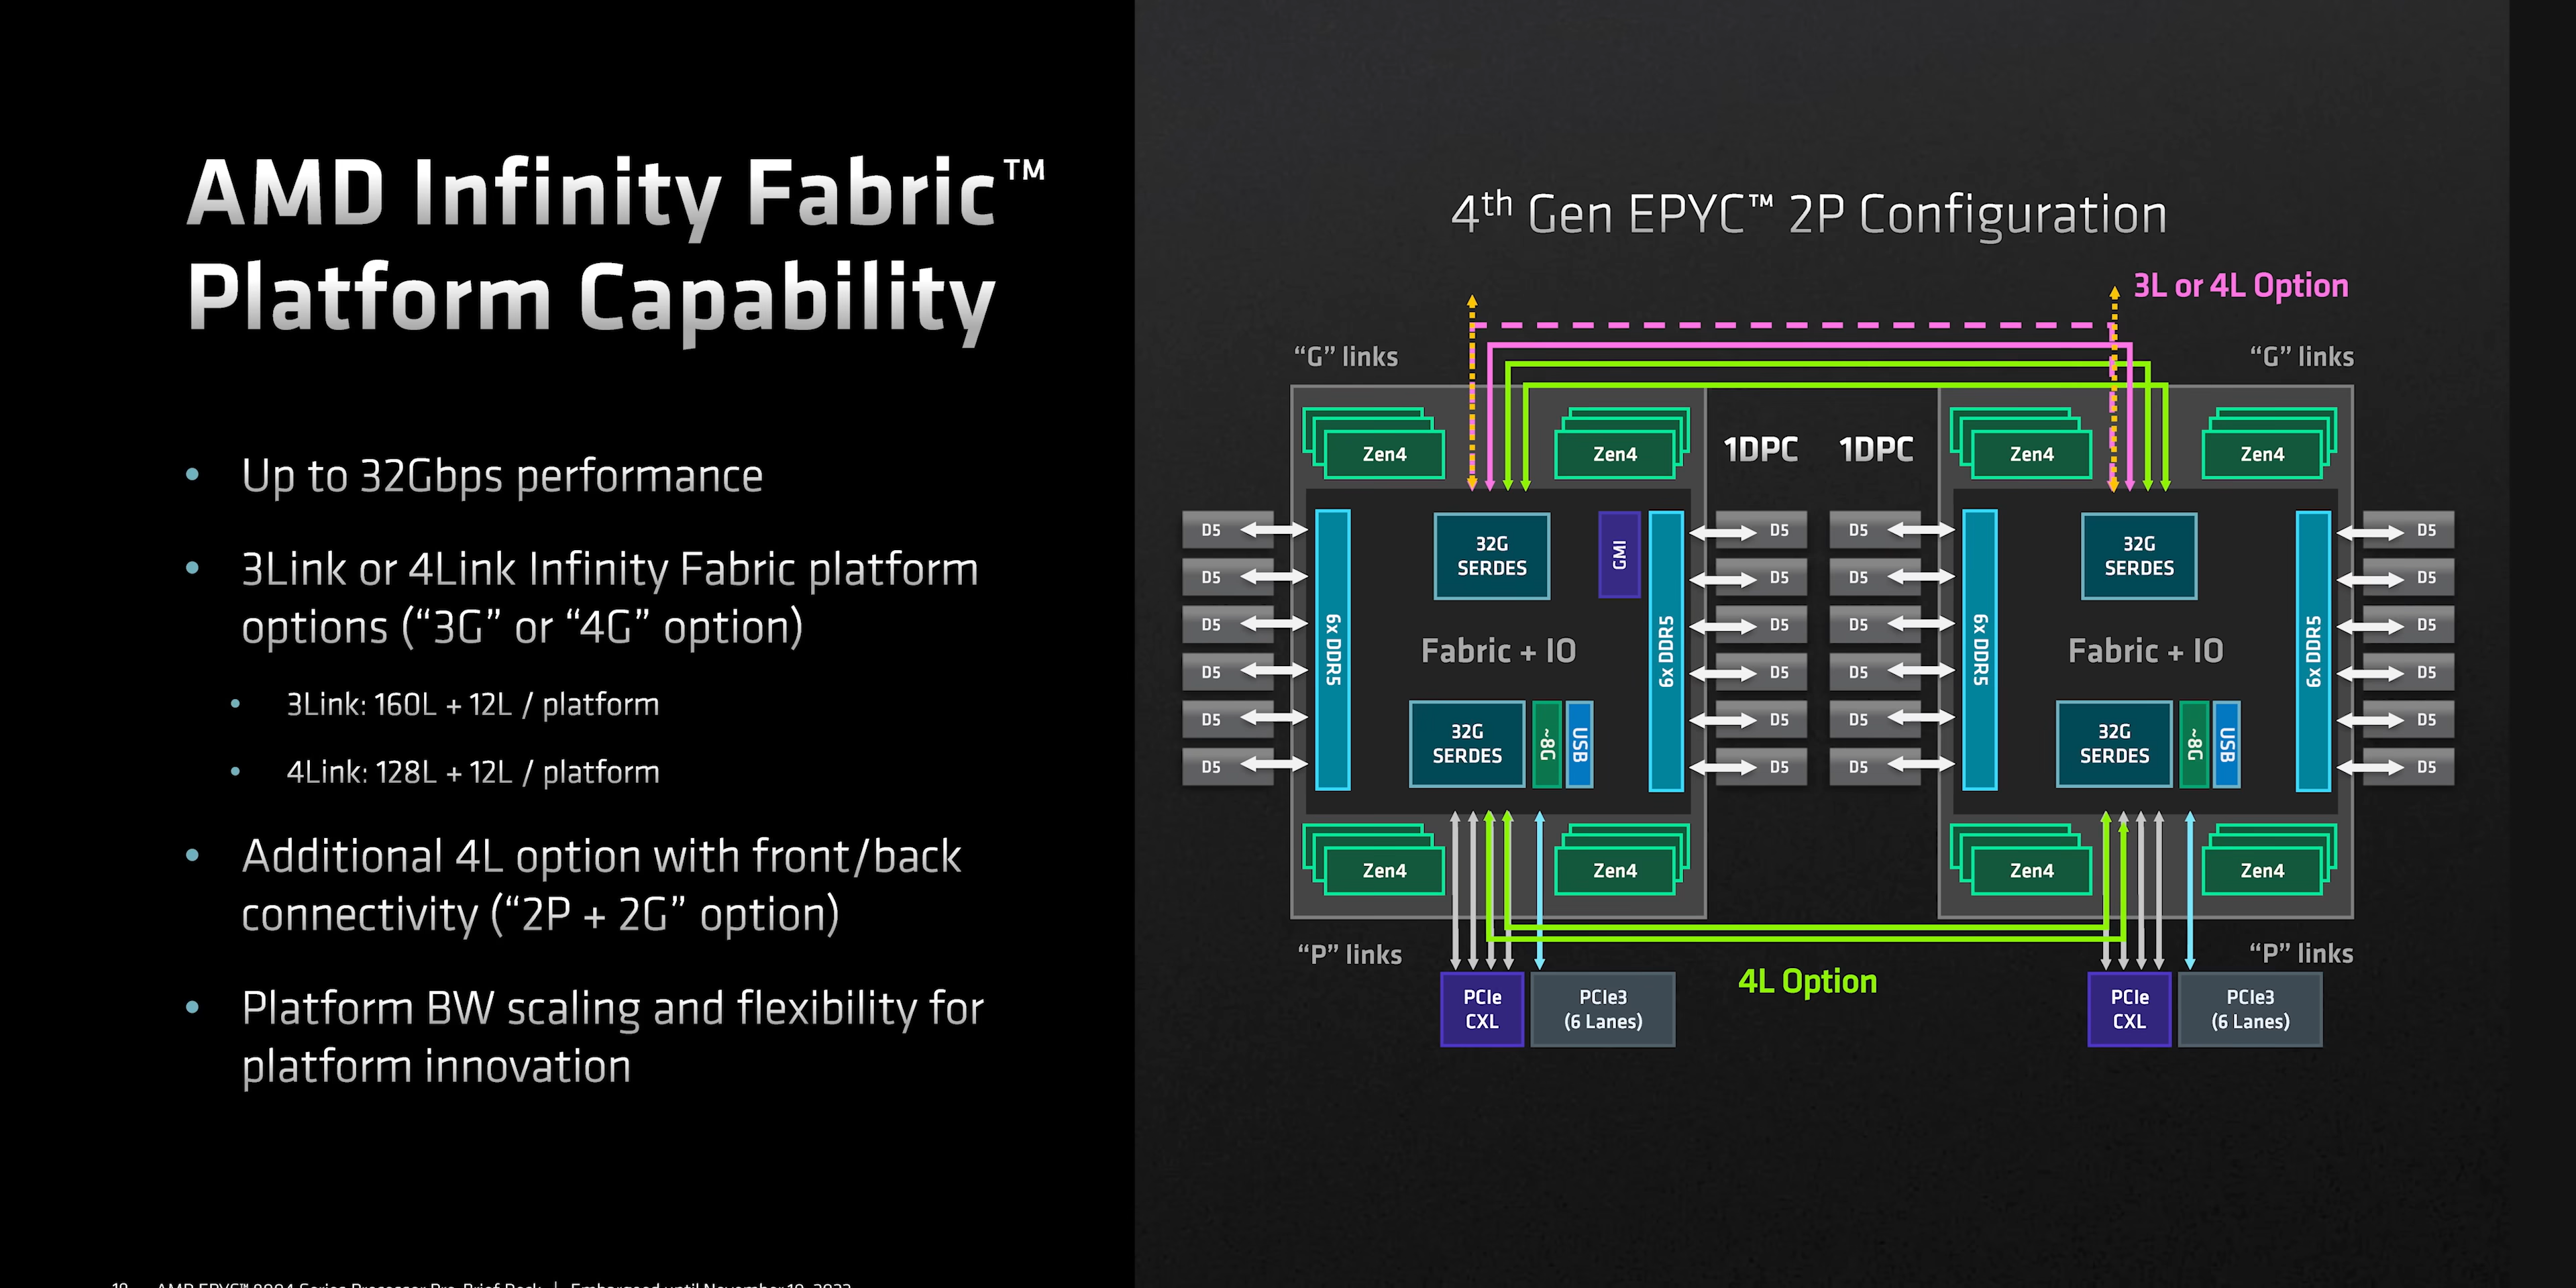 AMD Infinity Fabric™
Platform Capability
• Up to 32Gbps performance
• 3Link or 4Link Infinity Fabric platform
options (“3G” or “4G” option)
• 3Link: 160L + 12L / platform
• 4Link: 128L + 12L / platform
• Additional 4L option with front/back
connectivity (“2P + 2G” option)
• Platform BW scaling and flexibility for
platform innovation
4th Gen EPYC™ 2P Configuration
3L or 4L Option
“G” links
“G” links
Zen4
Zen4
1DPC
1DPC
Zen4
Zen4
D5
D5
D5
D5
D5
D5
6x DDR5
32G
SERDES
GMI
6x DDR5
Fabric + IO
32G
SERDES
~8G
USB
D5
D5
D5
D5
D5
D5
D5
D5
D5
D5
D5
D5
6x DDR5
32G
SERDES
Fabric + IO
32G
SERDES
~8G
USB
6x DDR5
D5
D5
D5
D5
D5
D5
Zen4
Zen4
Zen4
Zen4
“P” links
“P” links
4L Option
PCIe
CXL
PCIe3
(6 Lanes)
PCIe
CXL
PCIe3
(6 Lanes)